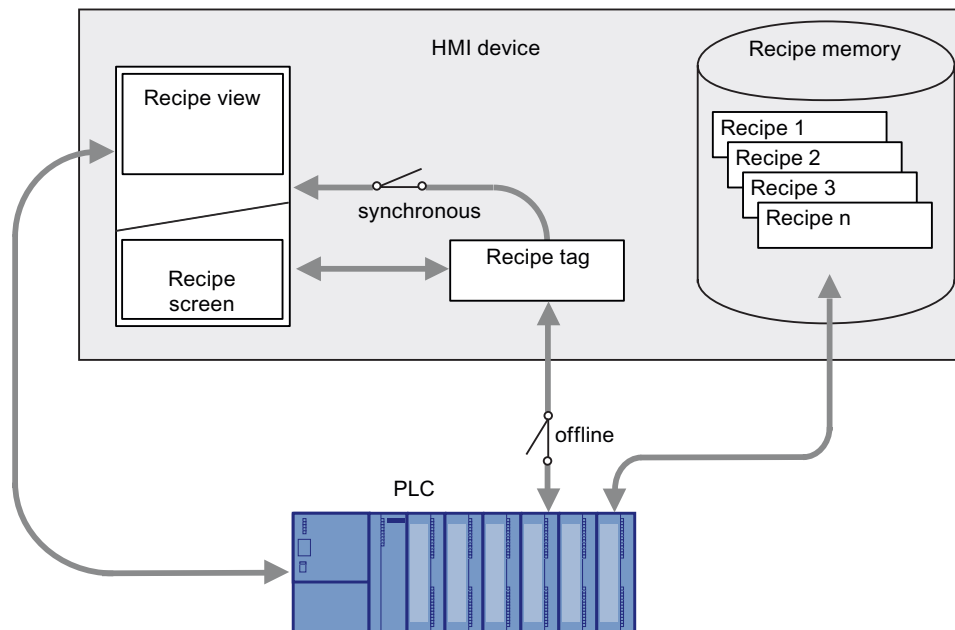 HMI device
Recipe memory
Recipe view
Recipe 1
Recipe 2
Recipe 3
Recipe n
synchronous
Recipe tag
Recipe
screen
offline
PLC